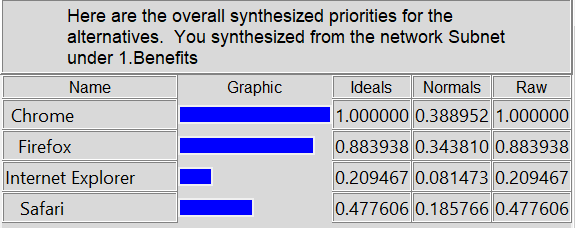 Here are the overall synthesized priorities for the
alternatives. You synthesized from the network Subnet
under 1.Benefits
Name Graphic Ideals Normals Raw
Chrome 1.000000 0.388952 1.000000
Firefox 0.883938 0.343810 0.883938
Internet Explorer 0.209467 0.081473 0.209467
Safari 0.477606 0.185766 0.477606